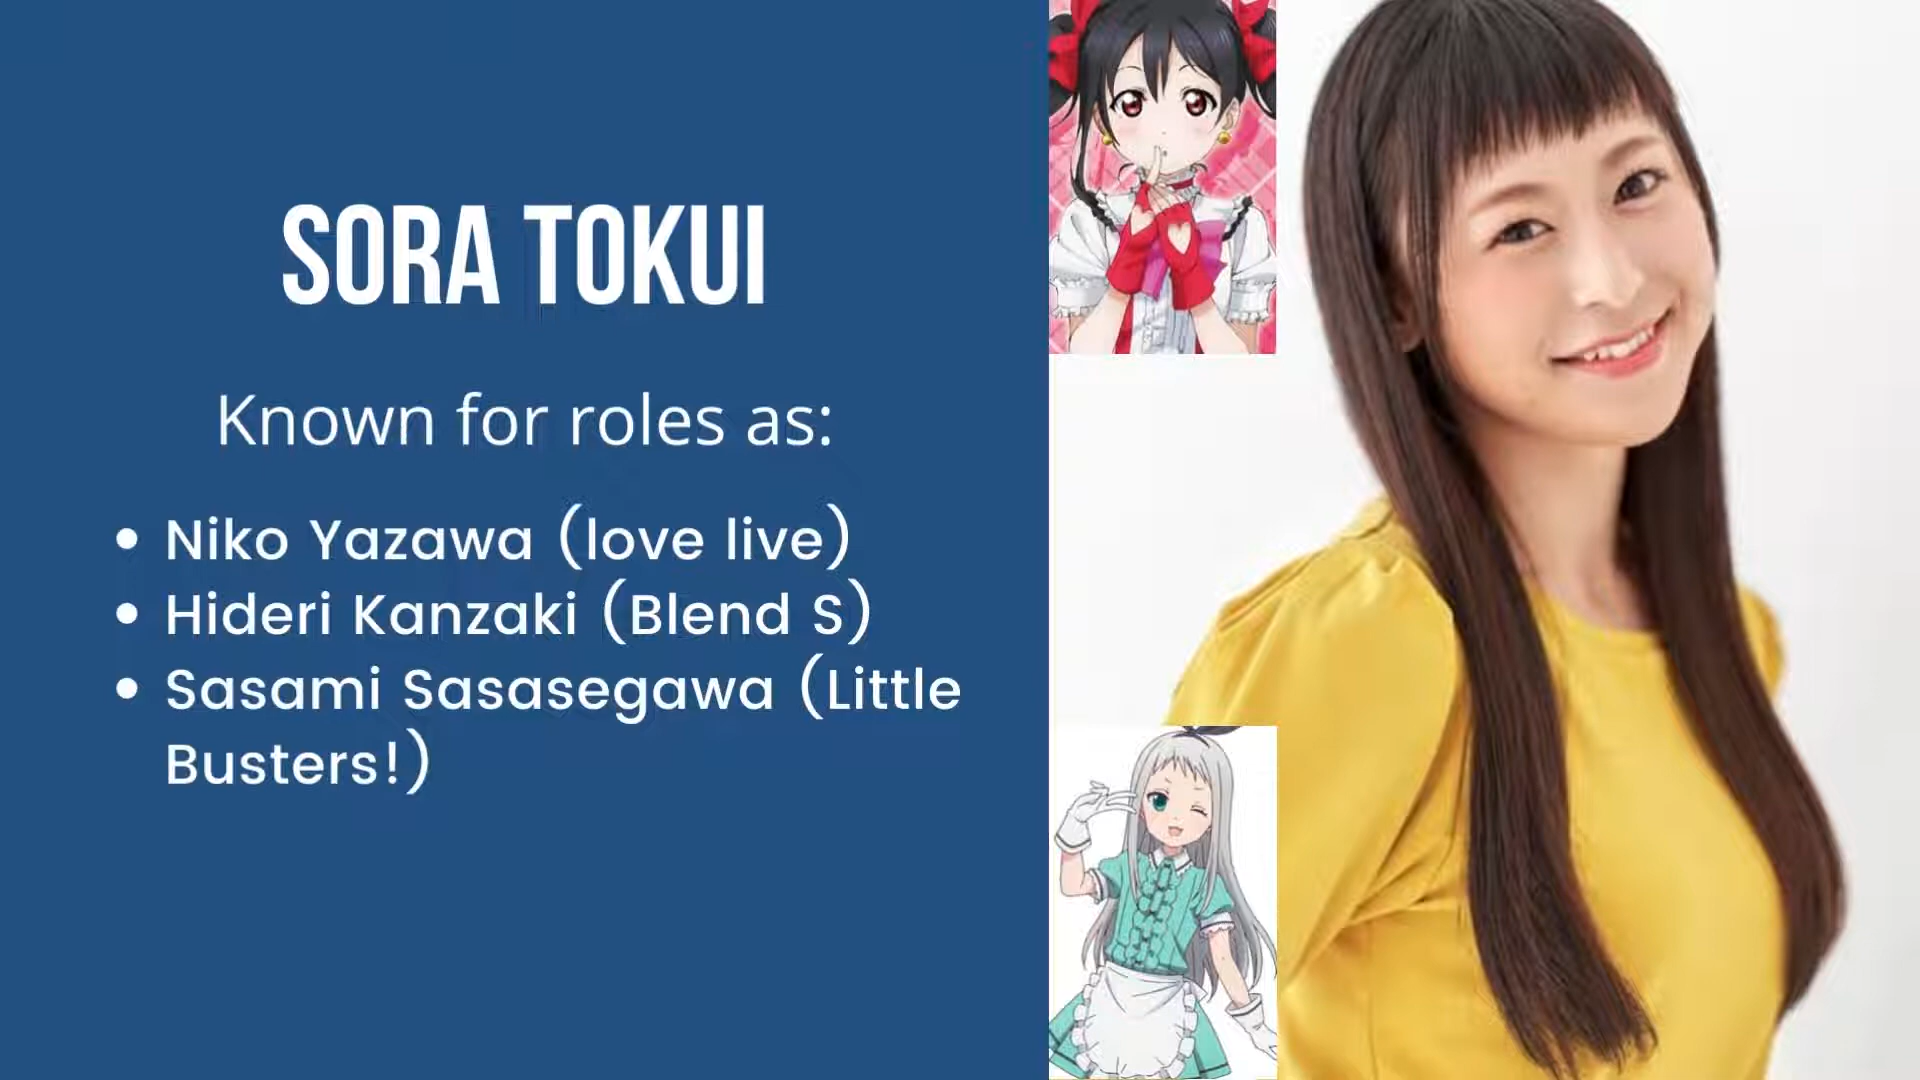 SORA TOKUI
Known for roles as:
• Niko Yazawa (love live)
• Hideri Kanzaki (Blend S)
• Sasami Sasasegawa (Little
Busters!)